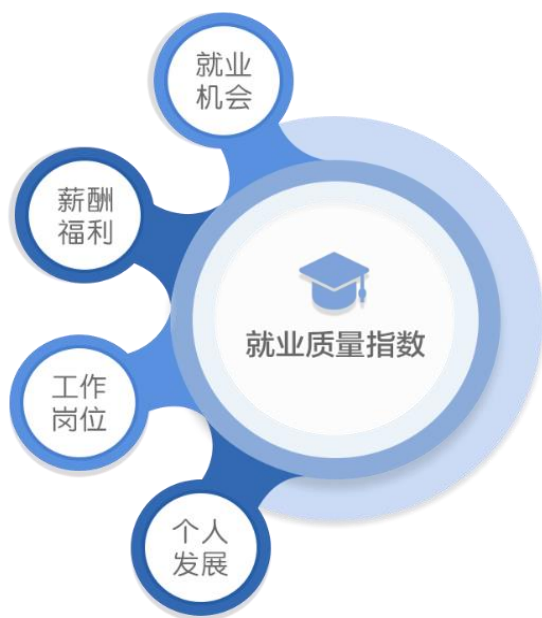 就业
机会
薪酬
福利
就业质量指数
工作
岗位
个人
发展